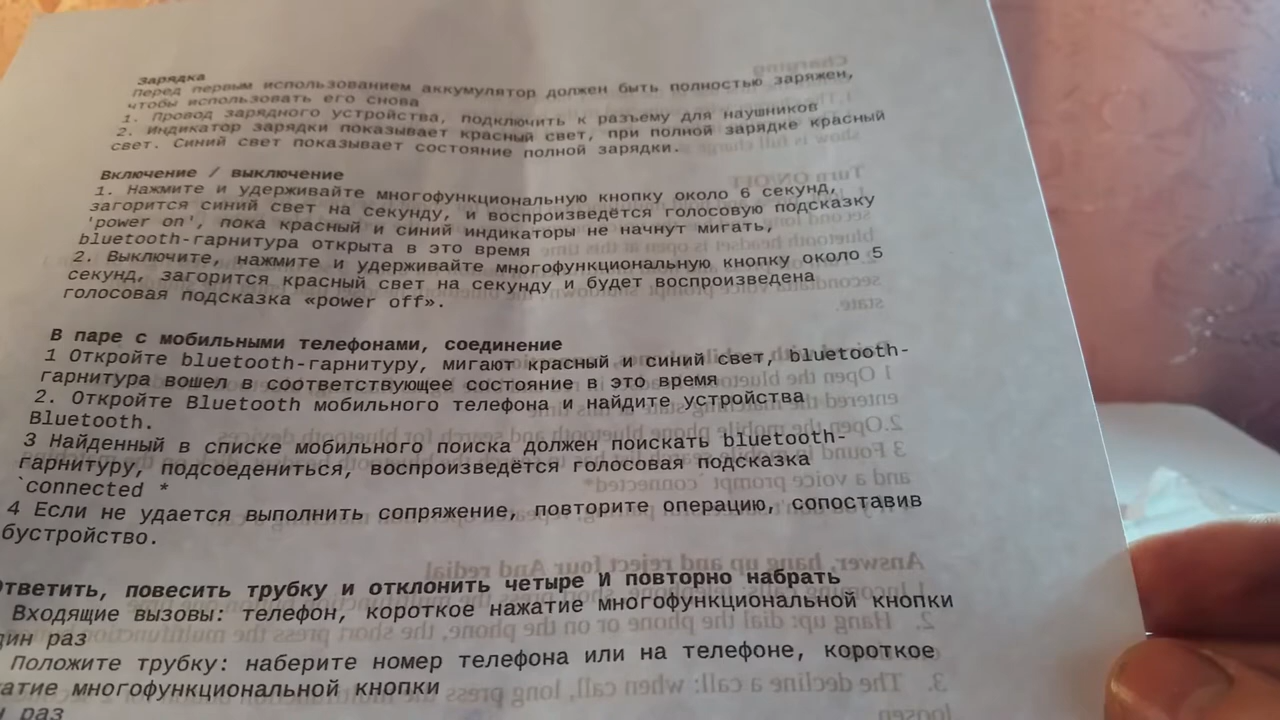 Зарядка
Перед первым использованием аккумулятор должен быть полностью заряжен,
чтобы использовать его снова
1. Провод зарядного устройства, подключить к разъему для наушников
2. Индикатор зарядки показывает красный свет, при полной зарядке красный
свет. Синий свет показывает состояние полной зарядки.
Включение / выключение
1. Нажмите и удерживайте многофункциональную кнопку около 6 секунд,
загорится синий свет на секунду, и воспроизведётся голосовую подсказку
'power on', пока красный и синий индикаторы не начнут мигать,
bluetooth-гарнитура открыта в это время
2. Выключите, нажмите и удерживайте многофункциональную кнопку около 5
секунд, загорится красный свет на секунду и будет воспроизведена
голосовая подсказка «power off».
В паре с мобильными телефонами, соединение
1 Откройте bluetooth-гарнитуру, мигают красный и синий свет, bluetooth-
гарнитура вошел в соответствующее состояние в это время
2. Откройте Bluetooth мобильного телефона и найдите устройства
Bluetooth.
3 Найденный в списке мобильного поиска должен поискать bluetooth-
гарнитуру, подсоедениться, воспроизведётся голосовая подсказка
`connected *
4 Если не удается выполнить сопряжение, повторите операцию, сопоставив
бустройство.
Ответить, повесить трубку и отклонить четыре И повторно набрать
Входящие вызовы: телефон, короткое нажатие многофункциональной кнопки
дин раз
Положите трубку: наберите номер телефона или на телефоне, короткое
жатие многофункциональной кнопки
н раз